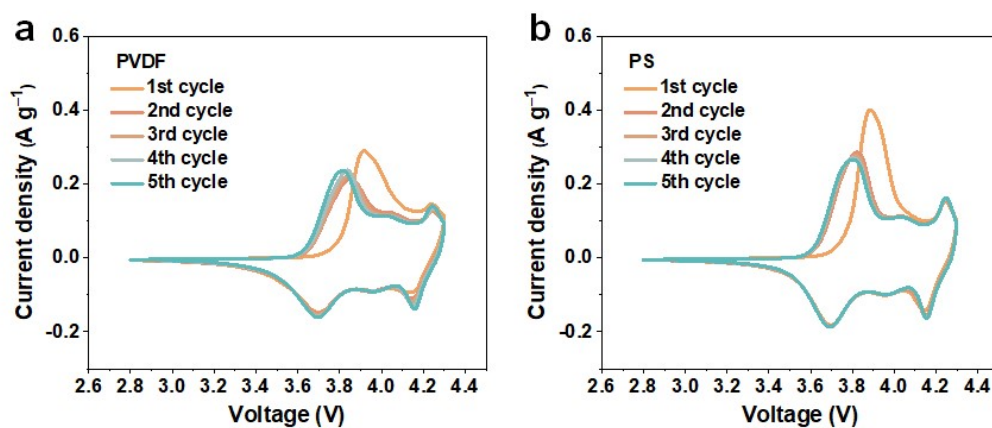 a
PVDF
1st cycle
2nd cycle
3rd cycle
4th cycle
5th cycle
Current density (A g⁻¹)
0.6
0.4
0.2
0.0
-0.2
2.6 2.8 3.0 3.2 3.4 3.6 3.8 4.0 4.2 4.4
Voltage (V)
b
PS
1st cycle
2nd cycle
3rd cycle
4th cycle
5th cycle
Current density (A g⁻¹)
0.6
0.4
0.2
0.0
-0.2
2.6 2.8 3.0 3.2 3.4 3.6 3.8 4.0 4.2 4.4
Voltage (V)